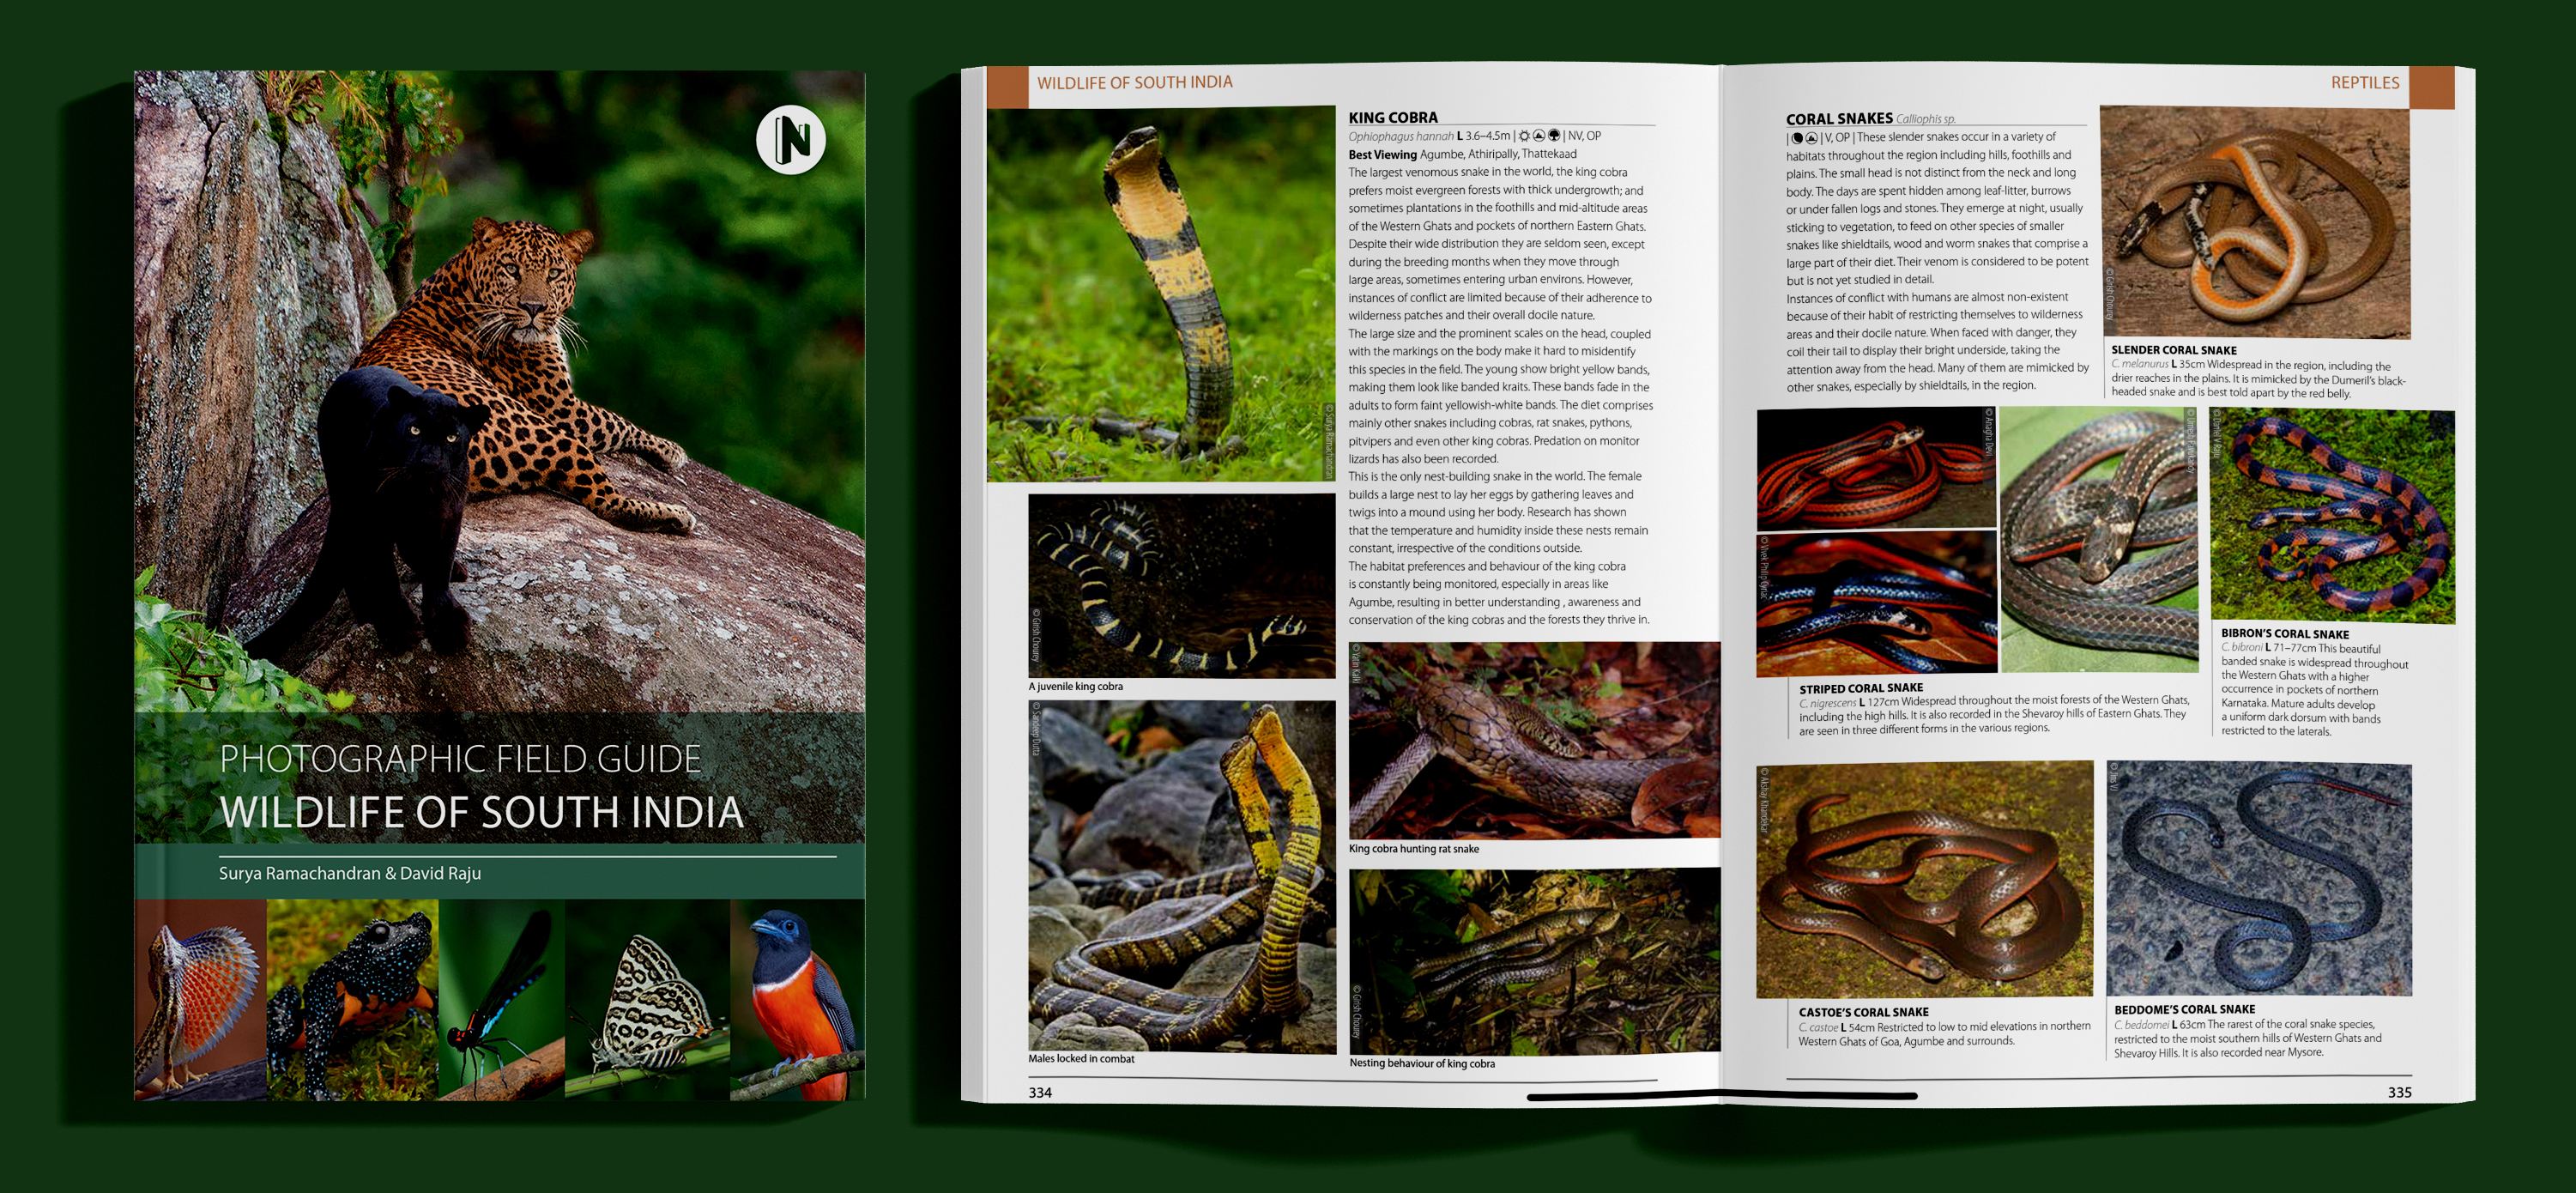 N
PHOTOGRAPHIC FIELD GUIDE
WILDLIFE OF SOUTH INDIA
Surya Ramachandran & David Raju
WILDLIFE OF SOUTH INDIA
© Surya Ramachandran
© Girish Choure
A juvenile king cobra
© Sandeep Dutta
Males locked in combat
KING COBRA
Ophiophagus hannah L 3.6–4.5m | | NV, OP
Best Viewing Agumbe, Athiripally, Thattekaad
The largest venomous snake in the world, the king cobra
prefers moist evergreen forests with thick undergrowth; and
sometimes plantations in the foothills and mid-altitude areas
of the Western Ghats and pockets of northern Eastern Ghats.
Despite their wide distribution they are seldom seen, except
during the breeding months when they move through
large areas, sometimes entering urban environs. However,
instances of conflict are limited because of their adherence to
wilderness patches and their overall docile nature.
The large size and the prominent scales on the head, coupled
with the markings on the body make it hard to misidentify
this species in the field. The young show bright yellow bands,
making them look like banded kraits. These bands fade in the
adults to form faint yellowish-white bands. The diet comprises
mainly other snakes including cobras, rat snakes, pythons,
pitvipers and even other king cobras. Predation on monitor
lizards has also been recorded.
This is the only nest-building snake in the world. The female
builds a large nest to lay her eggs by gathering leaves and
twigs into a mound using her body. Research has shown
that the temperature and humidity inside these nests remain
constant, irrespective of the conditions outside.
The habitat preferences and behaviour of the king cobra
is constantly being monitored, especially in areas like
Agumbe, resulting in better understanding , awareness and
conservation of the king cobras and the forests they thrive in.
King cobra hunting rat snake
Nesting behaviour of king cobra
334
REPTILES
CORAL SNAKES Calliophis sp.
| | V, OP | These slender snakes occur in a variety of
habitats throughout the region including hills, foothills and
plains. The small head is not distinct from the neck and long
body. The days are spent hidden among leaf-litter, burrows
or under fallen logs and stones. They emerge at night, usually
sticking to vegetation, to feed on other species of smaller
snakes like shieldtails, wood and worm snakes that comprise a
large part of their diet. Their venom is considered to be potent
but is not yet studied in detail.
Instances of conflict with humans are almost non-existent
because of their habit of restricting themselves to wilderness
areas and their docile nature. When faced with danger, they
coil their tail to display their bright underside, taking the
attention away from the head. Many of them are mimicked by
other snakes, especially by shieldtails, in the region.
SLENDER CORAL SNAKE
C. melanurus L 35cm Widespread in the region, including the
drier reaches in the plains. It is mimicked by the Dumeril's black-
headed snake and is best told apart by the red belly.
© Anagha Devi
© David V Raju
STRIPED CORAL SNAKE
C. nigrescens L 127cm Widespread throughout the moist forests of the Western Ghats,
including the high hills. It is also recorded in the Shevaroy hills of Eastern Ghats. They
are seen in three different forms in the various regions.
BIBRON'S CORAL SNAKE
C. bibroni L 71–77cm This beautiful
banded snake is widespread throughout
the Western Ghats with a higher
occurrence in pockets of northern
Karnataka. Mature adults develop
a uniform dark dorsum with bands
restricted to the laterals.
© Akshay Khandekar
CASTOE'S CORAL SNAKE
C. castoe L 54cm Restricted to low to mid elevations in northern
Western Ghats of Goa, Agumbe and surrounds.
BEDDOME'S CORAL SNAKE
C. beddomei L 63cm The rarest of the coral snake species,
restricted to the moist southern hills of Western Ghats and
Shevaroy Hills. It is also recorded near Mysore.
335